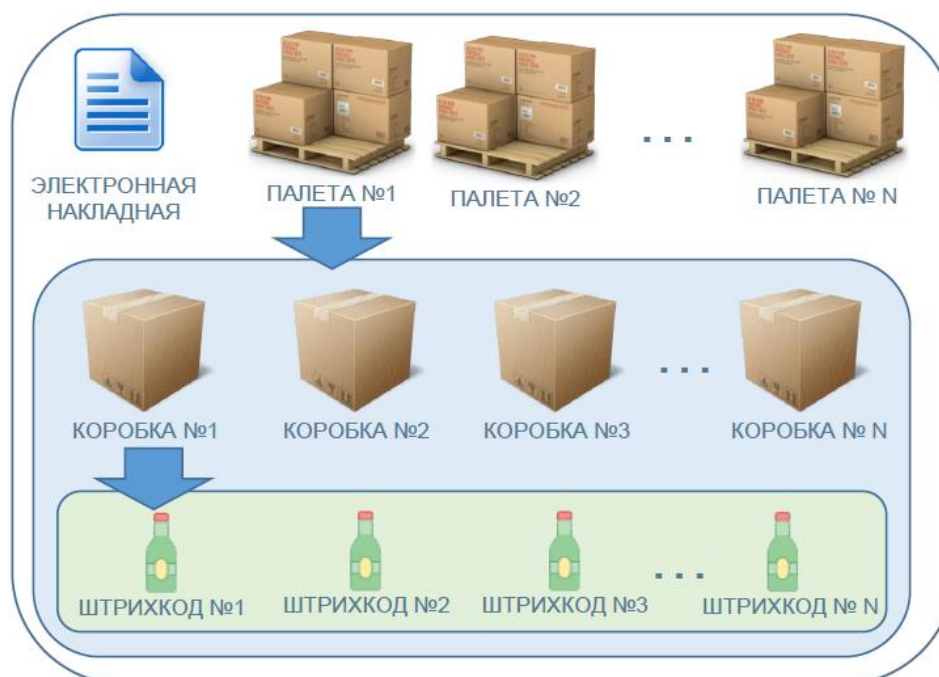 ЭЛЕКТРОННАЯ
НАКЛАДНАЯ
ПАЛЕТА №1
ПАЛЕТА №2
. . .
ПАЛЕТА № N
КОРОБКА №1
КОРОБКА №2
КОРОБКА №3
. . .
КОРОБКА № N
ШТРИХКОД №1
ШТРИХКОД №2
ШТРИХКОД №3
. . .
ШТРИХКОД № N